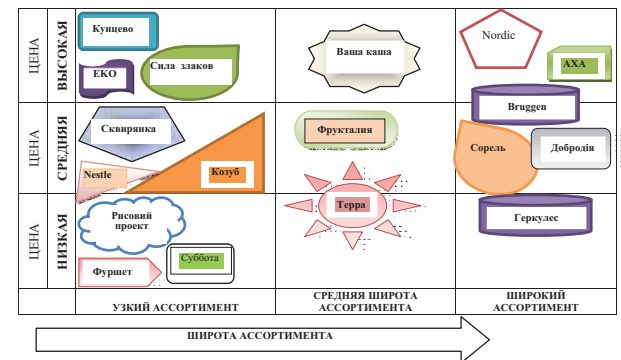 ЦЕНА
ВЫСОКАЯ
Кунцево
ЕКО
Сила злаков
Ваша каша
Nordic
АХА
Bruggen
ЦЕНА
СРЕДНЯЯ
Сквирянка
Nestle
Козуб
Фрукталия
Сорель
Добродія
ЦЕНА
НИЗКАЯ
Рисовий
проект
Фуршет
Суббота
Терра
Геркулес
УЗКИЙ АССОРТИМЕНТ
СРЕДНЯЯ ШИРОТА
АССОРТИМЕНТА
ШИРОКИЙ
АССОРТИМЕНТ
ШИРОТА АССОРТИМЕНТА